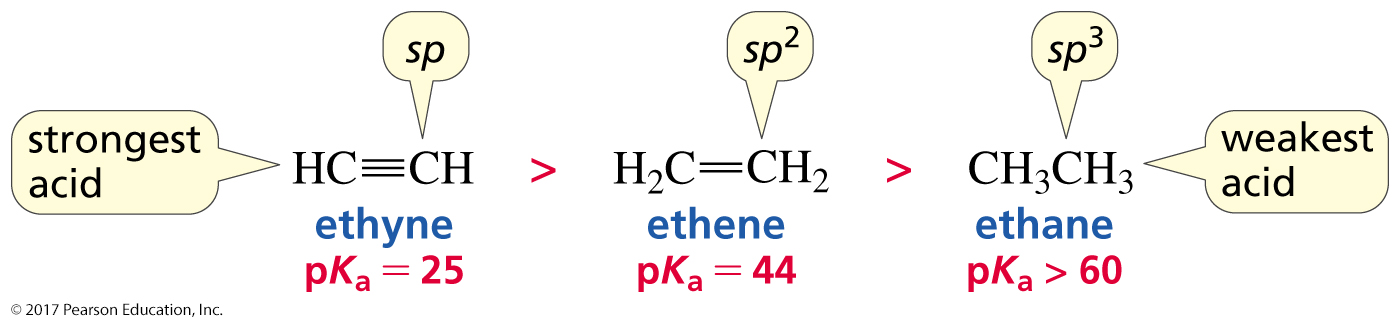 sp
sp²
sp³
strongest
acid
HC≡CH > H₂C=CH₂ > CH₃CH₃
weakest
acid
ethyne
ethene
ethane
pKₐ = 25
pKₐ = 44
pKₐ > 60
© 2017 Pearson Education, Inc.